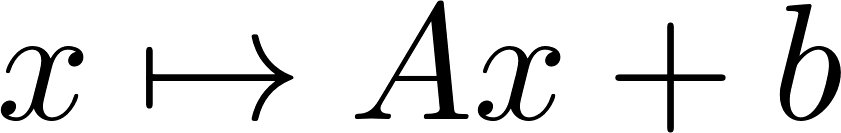 x ↦ Ax + b